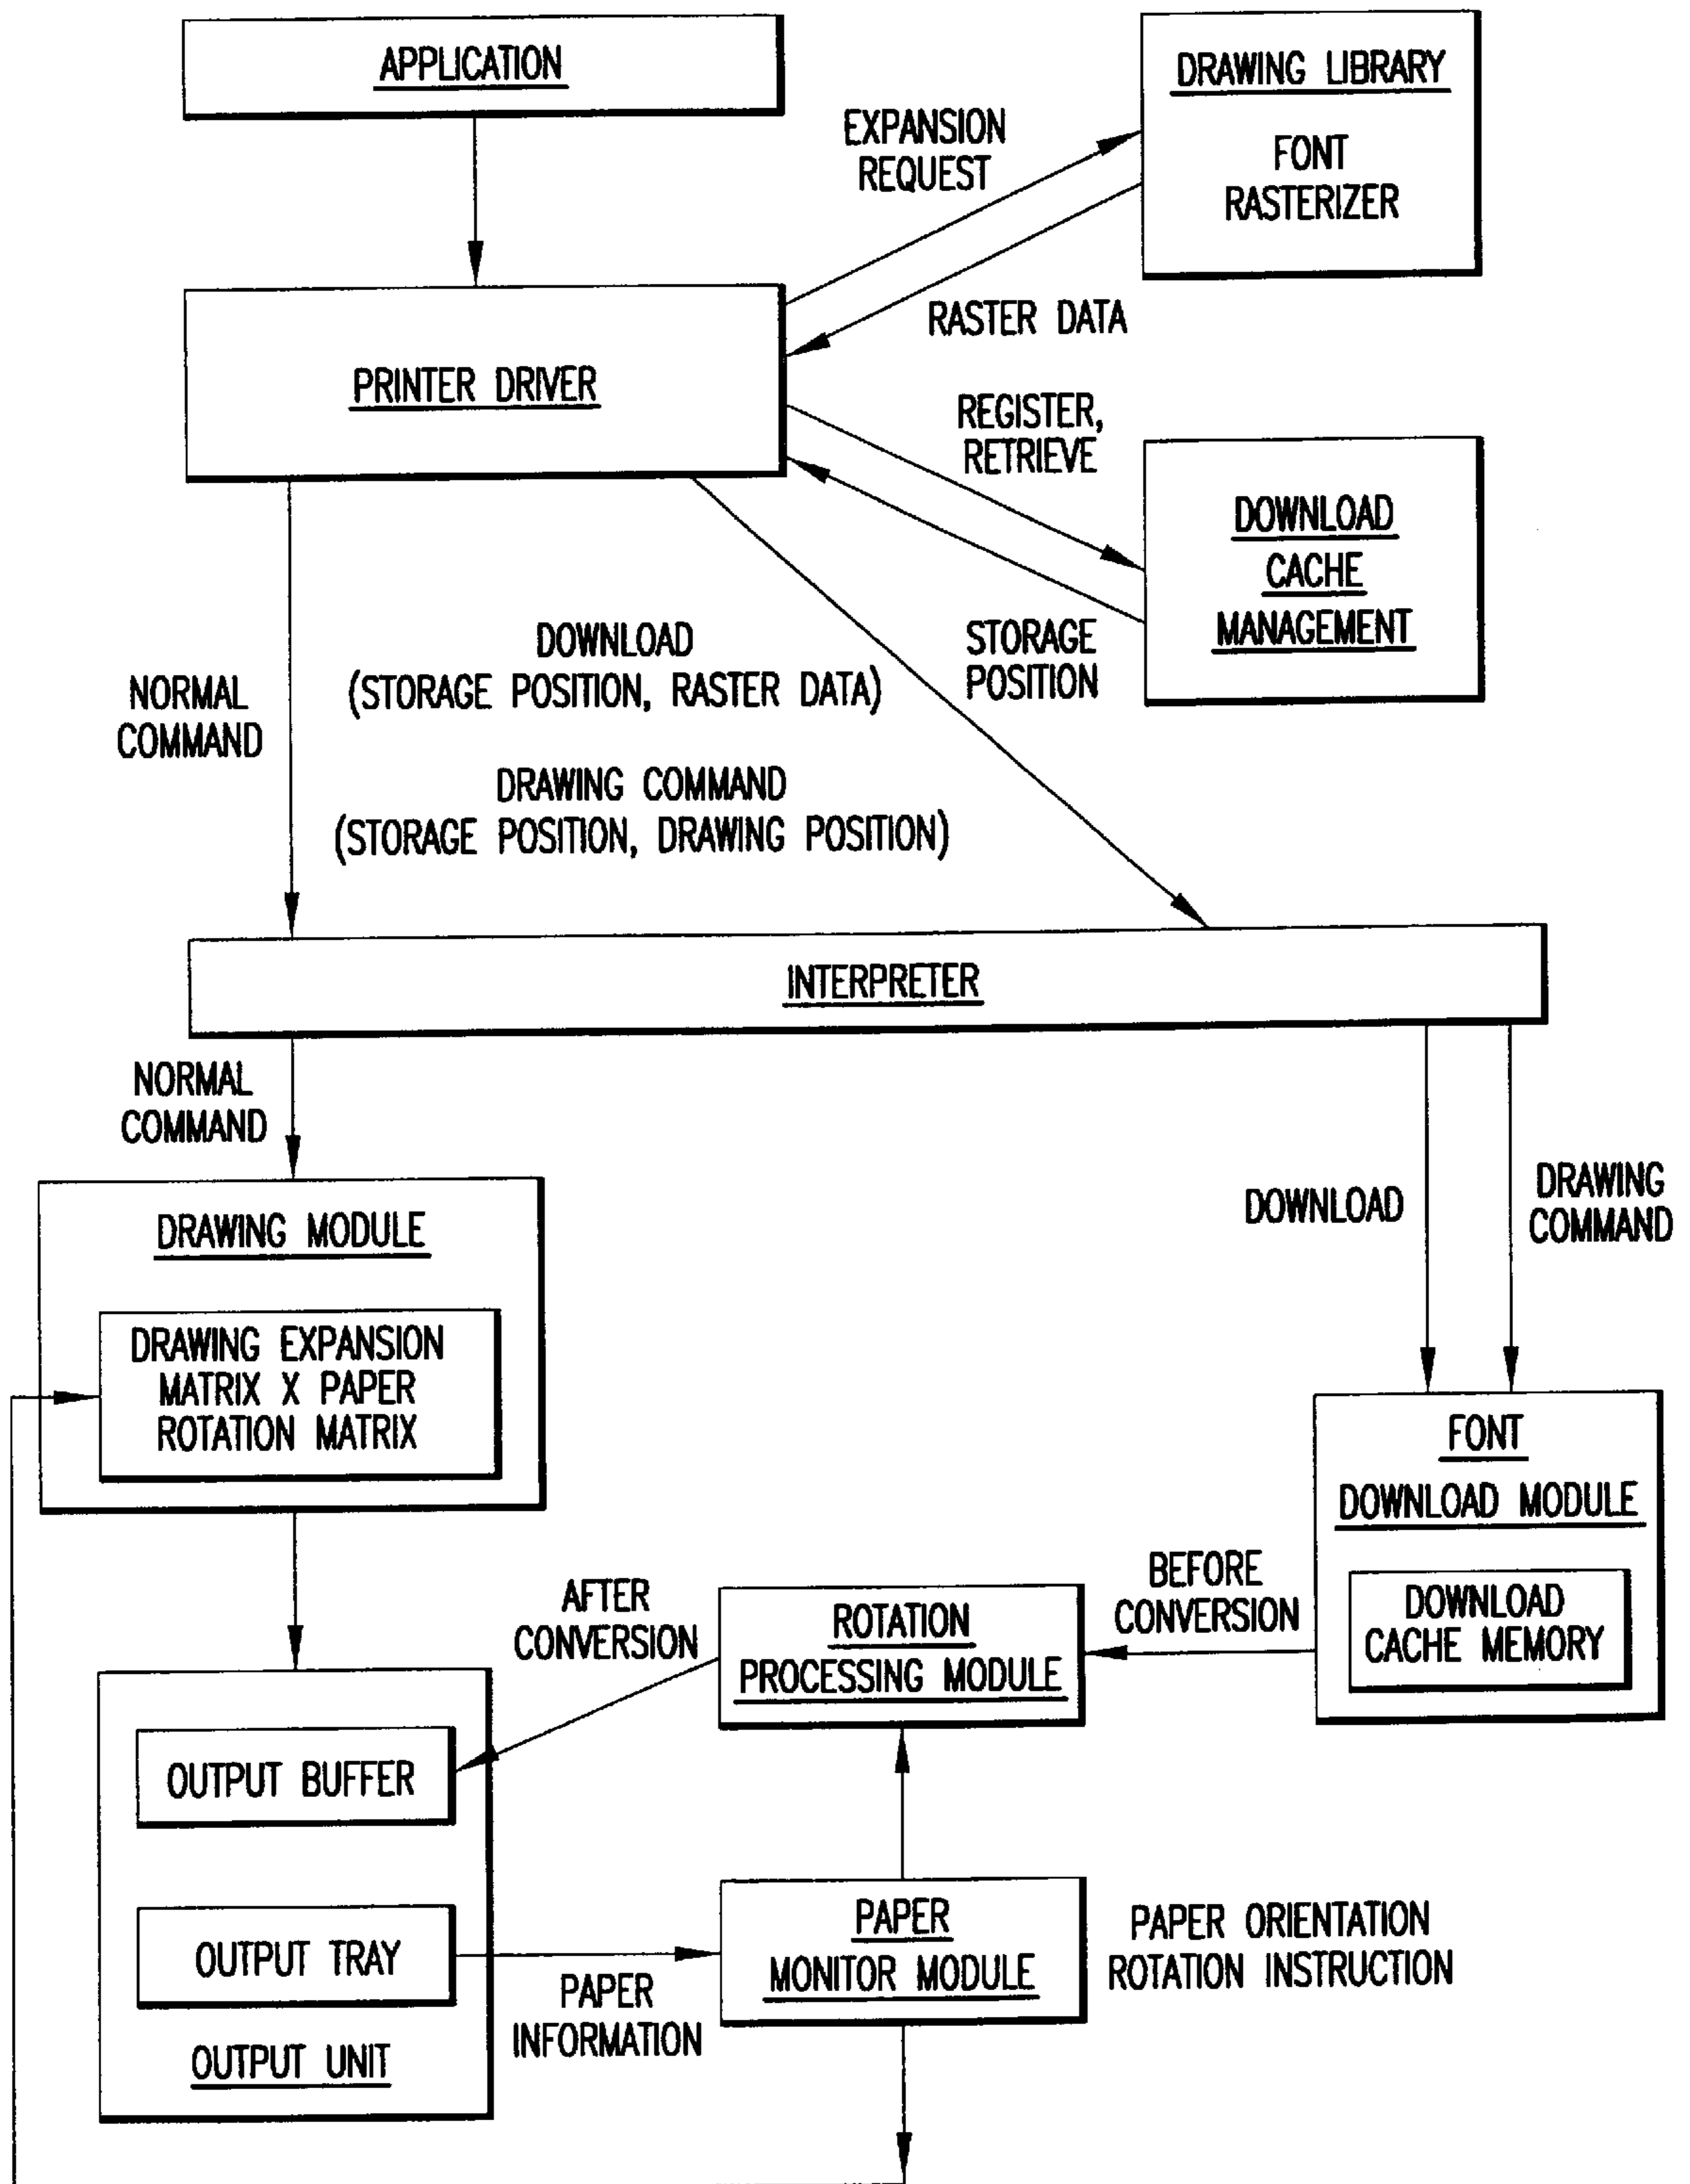 APPLICATION
DRAWING LIBRARY
FONT
RASTERIZER
EXPANSION
REQUEST
RASTER DATA
PRINTER DRIVER
REGISTER,
RETRIEVE
DOWNLOAD
CACHE
MANAGEMENT
STORAGE
POSITION
NORMAL
COMMAND
DOWNLOAD
(STORAGE POSITION, RASTER DATA)
DRAWING COMMAND
(STORAGE POSITION, DRAWING POSITION)
INTERPRETER
NORMAL
COMMAND
DOWNLOAD
DRAWING
COMMAND
DRAWING MODULE
DRAWING EXPANSION
MATRIX X PAPER
ROTATION MATRIX
FONT
DOWNLOAD MODULE
DOWNLOAD
CACHE MEMORY
BEFORE
CONVERSION
ROTATION
PROCESSING MODULE
AFTER
CONVERSION
OUTPUT BUFFER
OUTPUT TRAY
OUTPUT UNIT
PAPER
INFORMATION
PAPER
MONITOR MODULE
PAPER ORIENTATION
ROTATION INSTRUCTION